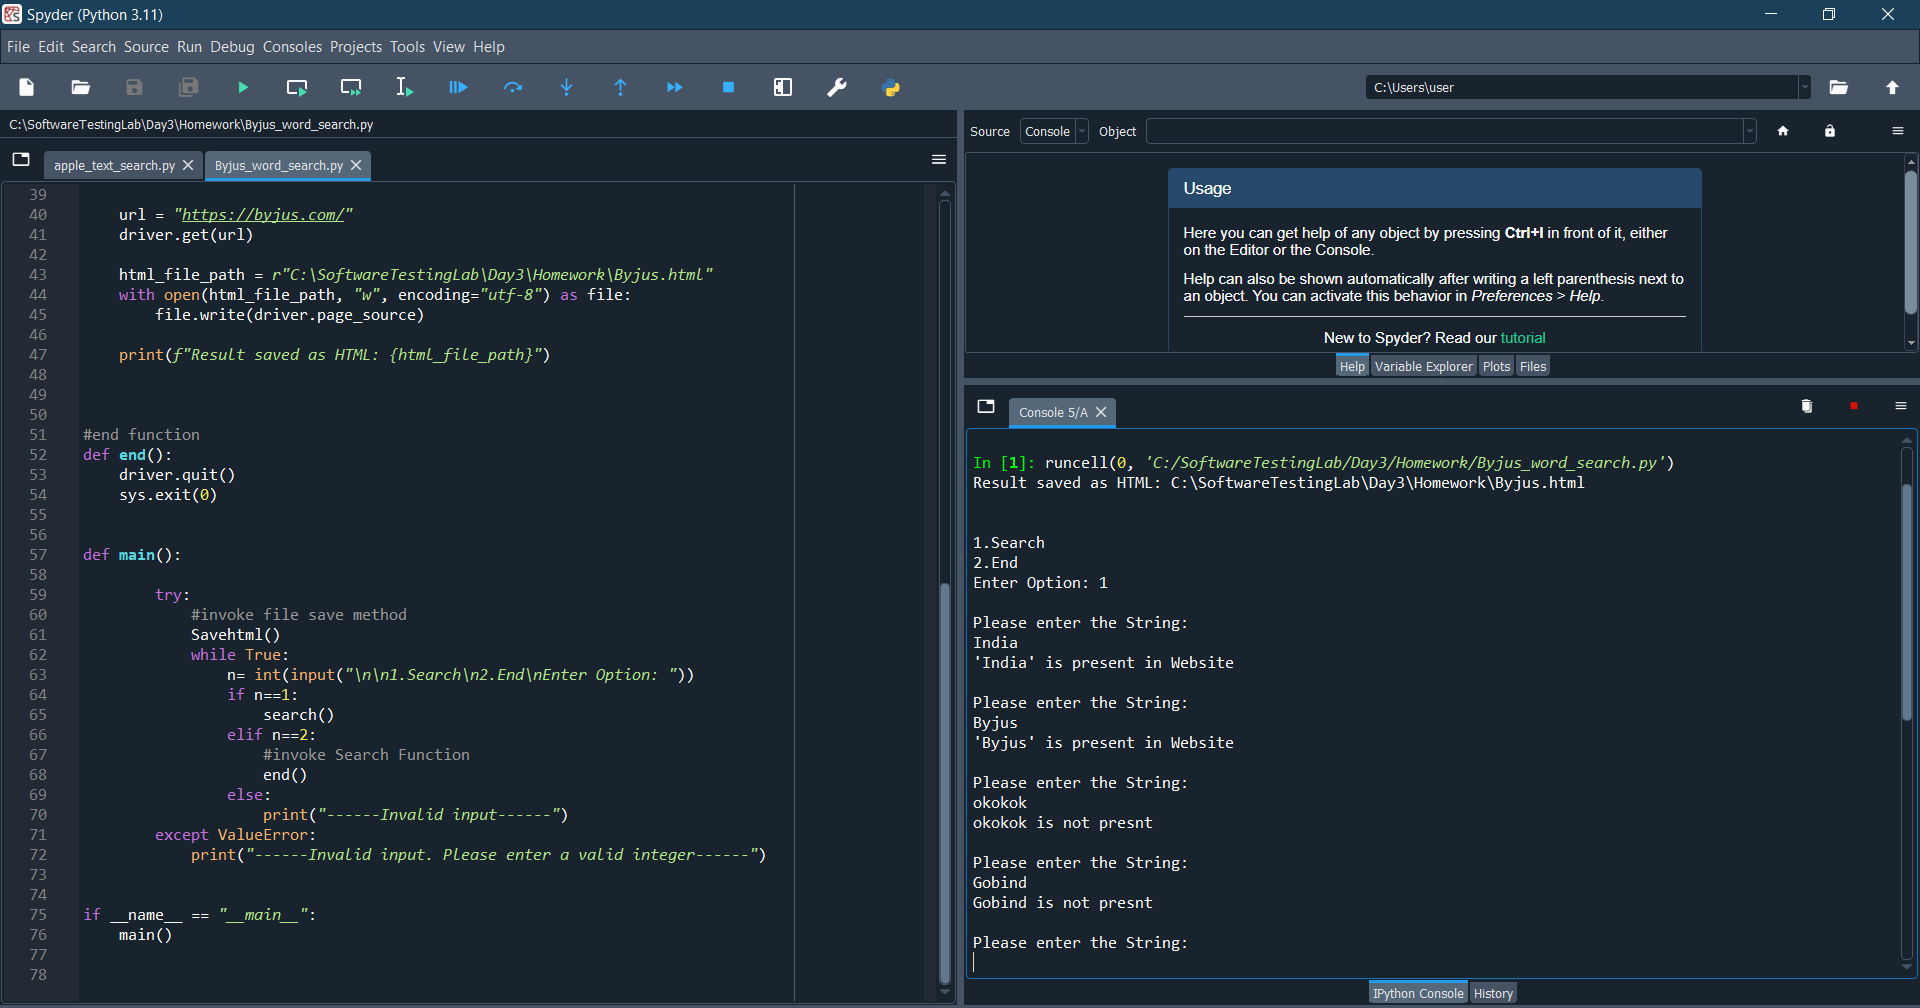 Spyder (Python 3.11)
File Edit Search Source Run Debug Consoles Projects Tools View Help
C:\Users\user
C:\SoftwareTestingLab\Day3\Homework\Byjus_word_search.py
apple_text_search.py
Byjus_word_search.py
39
40 url = "https://byjus.com/"
41 driver.get(url)
42
43 html_file_path = r"C:\SoftwareTestingLab\Day3\Homework\Byjus.html"
44 with open(html_file_path, "w", encoding="utf-8") as file:
45 file.write(driver.page_source)
46
47 print(f"Result saved as HTML: {html_file_path}")
48
49
50
51 #end function
52 def end():
53 driver.quit()
54 sys.exit(0)
55
56
57 def main():
58
59 try:
60 #invoke file save method
61 Savehtml()
62 while True:
63 n= int(input("\n\n1.Search\n2.End\nEnter Option: "))
64 if n==1:
65 search()
66 elif n==2:
67 #invoke Search Function
68 end()
69 else:
70 print("------Invalid input------")
71 except ValueError:
72 print("------Invalid input. Please enter a valid integer------")
73
74
75 if __name__ == "__main__":
76 main()
77
78
Source Console Object
Usage
Here you can get help of any object by pressing Ctrl+I in front of it, either
on the Editor or the Console.
Help can also be shown automatically after writing a left parenthesis next to
an object. You can activate this behavior in Preferences > Help.
New to Spyder? Read our tutorial
Help Variable Explorer Plots Files
Console 5/A
In [1]: runcell(0, 'C:/SoftwareTestingLab/Day3/Homework/Byjus_word_search.py')
Result saved as HTML: C:\SoftwareTestingLab\Day3\Homework\Byjus.html
1.Search
2.End
Enter Option: 1
Please enter the String:
India
'India' is present in Website
Please enter the String:
Byjus
'Byjus' is present in Website
Please enter the String:
okokok
okokok is not presnt
Please enter the String:
Gobind
Gobind is not presnt
Please enter the String:
IPython Console History